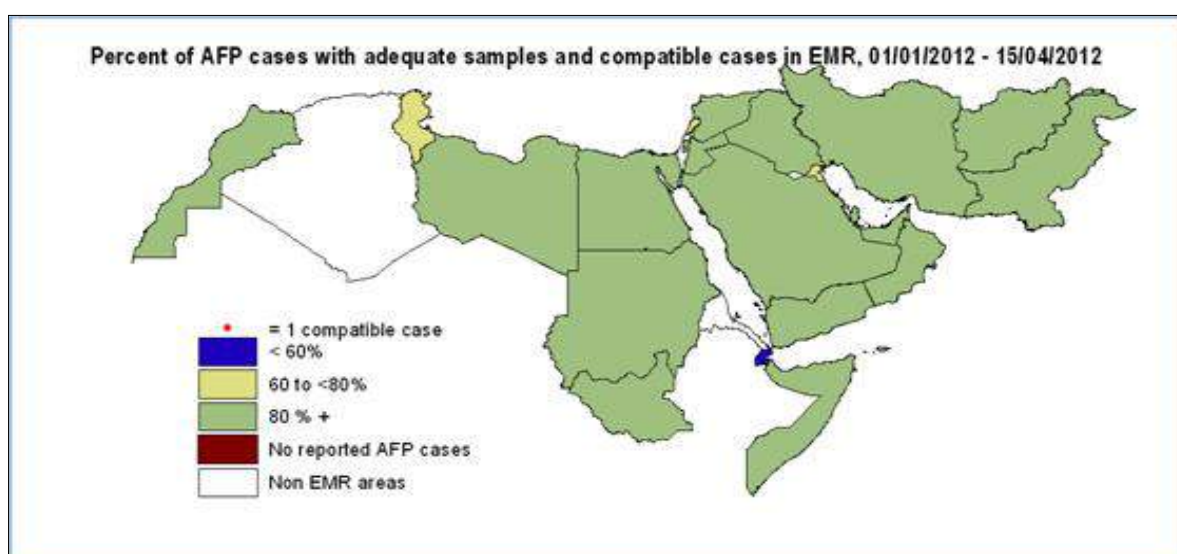 Percent of AFP cases with adequate samples and compatible cases in EMR, 01/01/2012 - 15/04/2012
= 1 compatible case
< 60%
60 to <80%
80 % +
No reported AFP cases
Non EMR areas